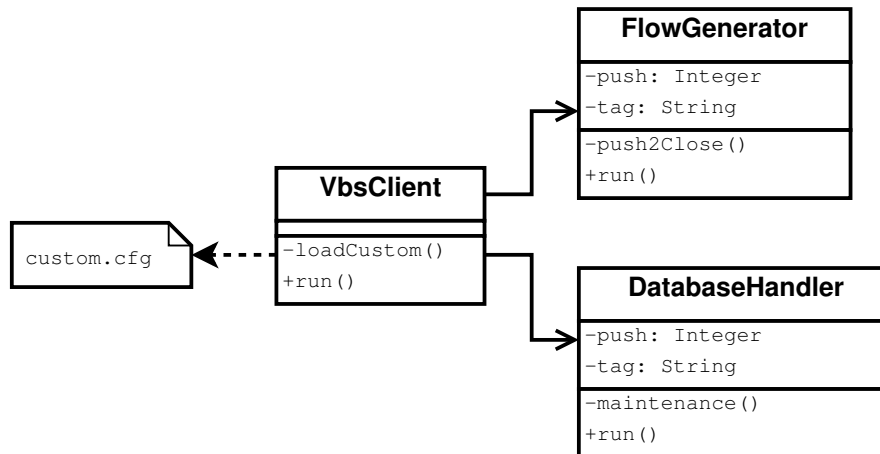 FlowGenerator
-push: Integer
-tag: String
-push2Close()
+run()
VbsClient
-loadCustom()
+run()
custom.cfg
DatabaseHandler
-push: Integer
-tag: String
-maintenance()
+run()